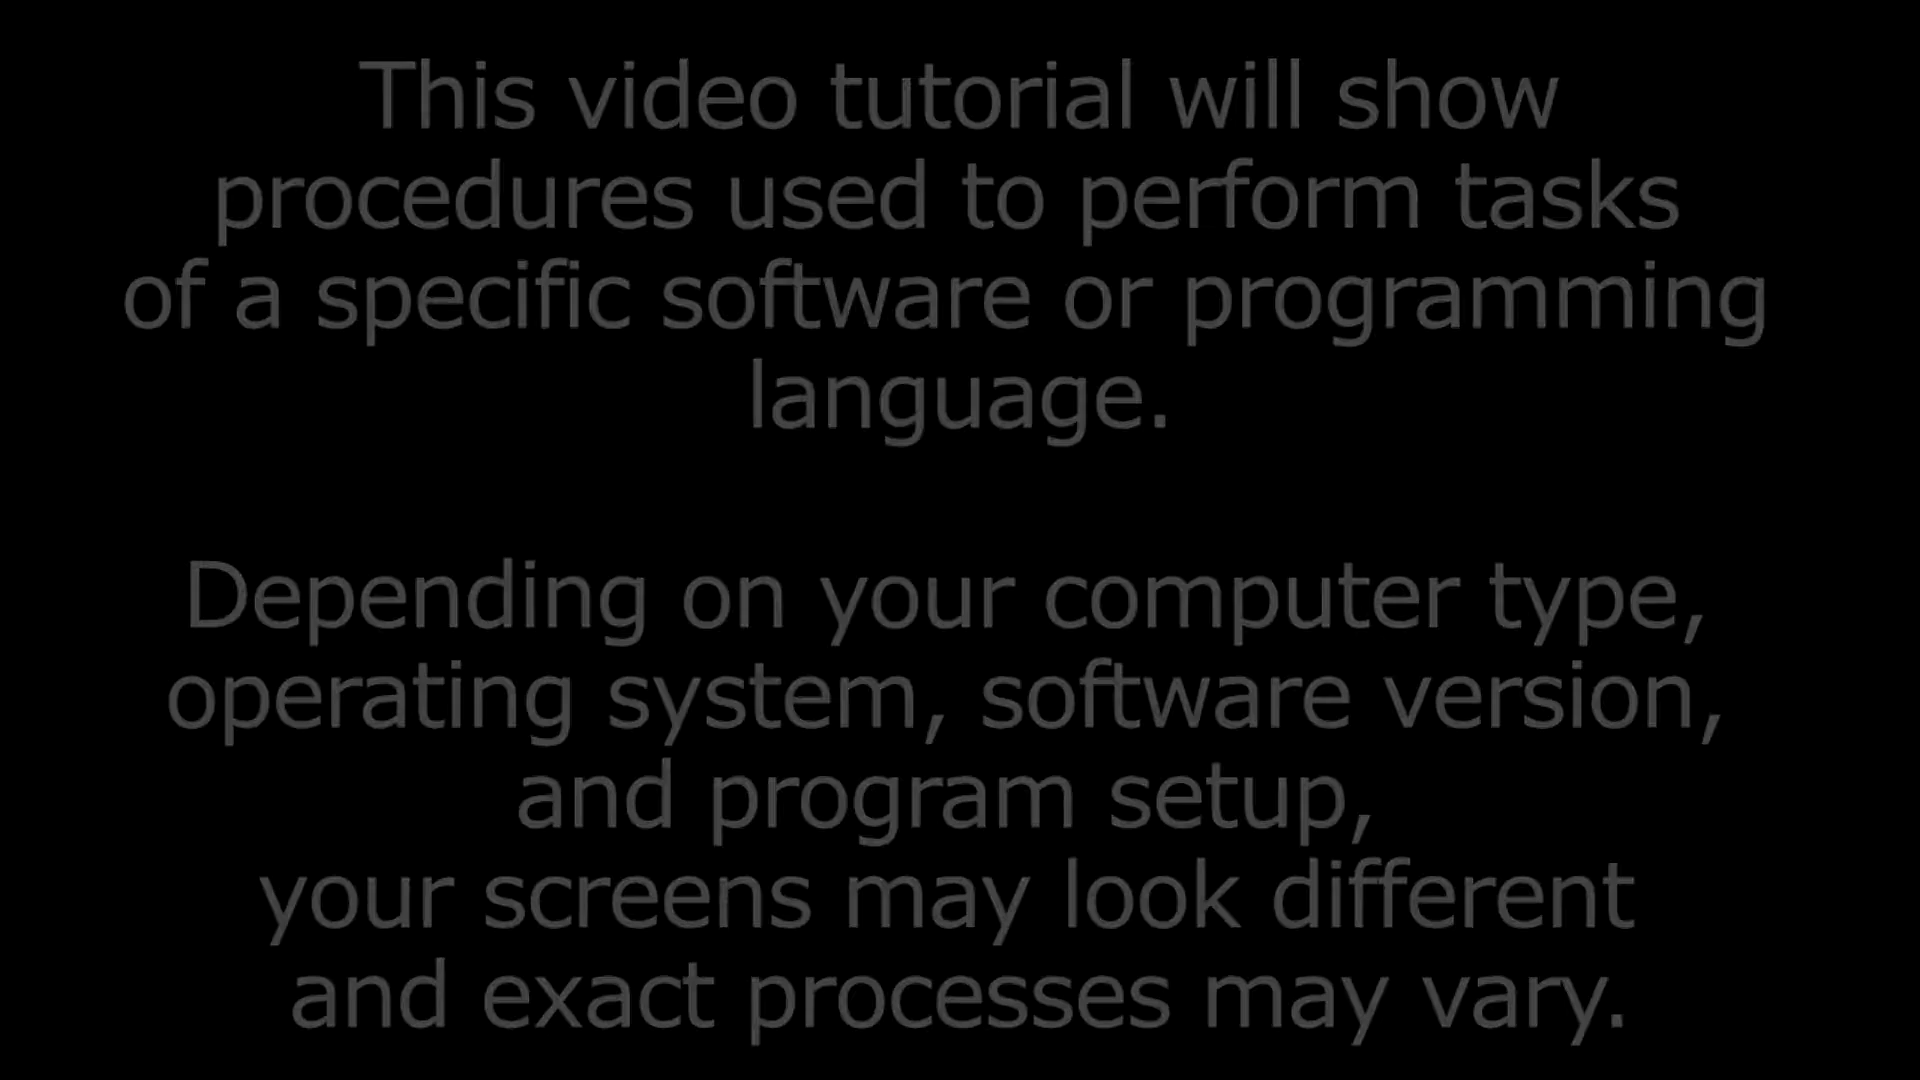 This video tutorial will show
procedures used to perform tasks
of a specific software or programming
language.
Depending on your computer type,
operating system, software version,
and program setup,
your screens may look different
and exact processes may vary.